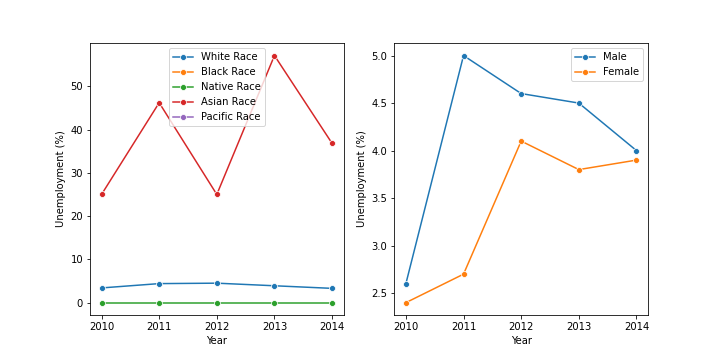 White Race
Black Race
Native Race
Asian Race
Pacific Race
50
40
30
20
10
0
Unemployment (%)
2010 2011 2012 2013 2014
Year
Male
Female
5.0
4.5
4.0
3.5
3.0
2.5
Unemployment (%)
2010 2011 2012 2013 2014
Year